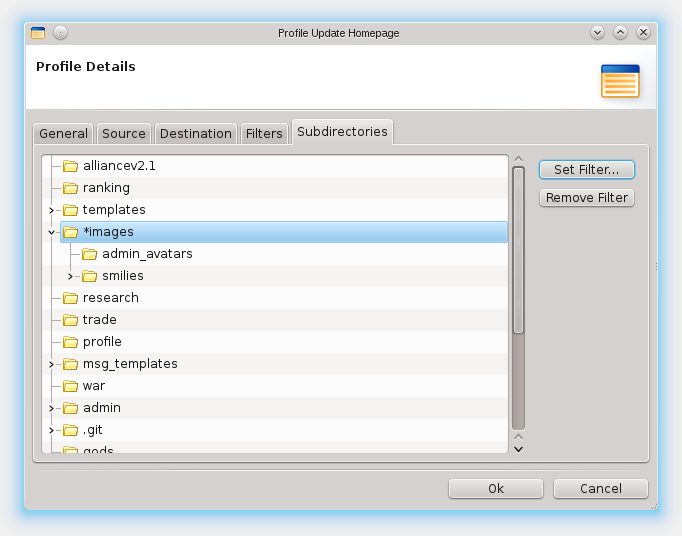 Profile Update Homepage
Profile Details
General Source Destination Filters Subdirectories
alliancev2.1
ranking
templates
*images
admin_avatars
smilies
research
trade
profile
msg_templates
war
admin
.git
gods
Set Filter...
Remove Filter
Ok Cancel